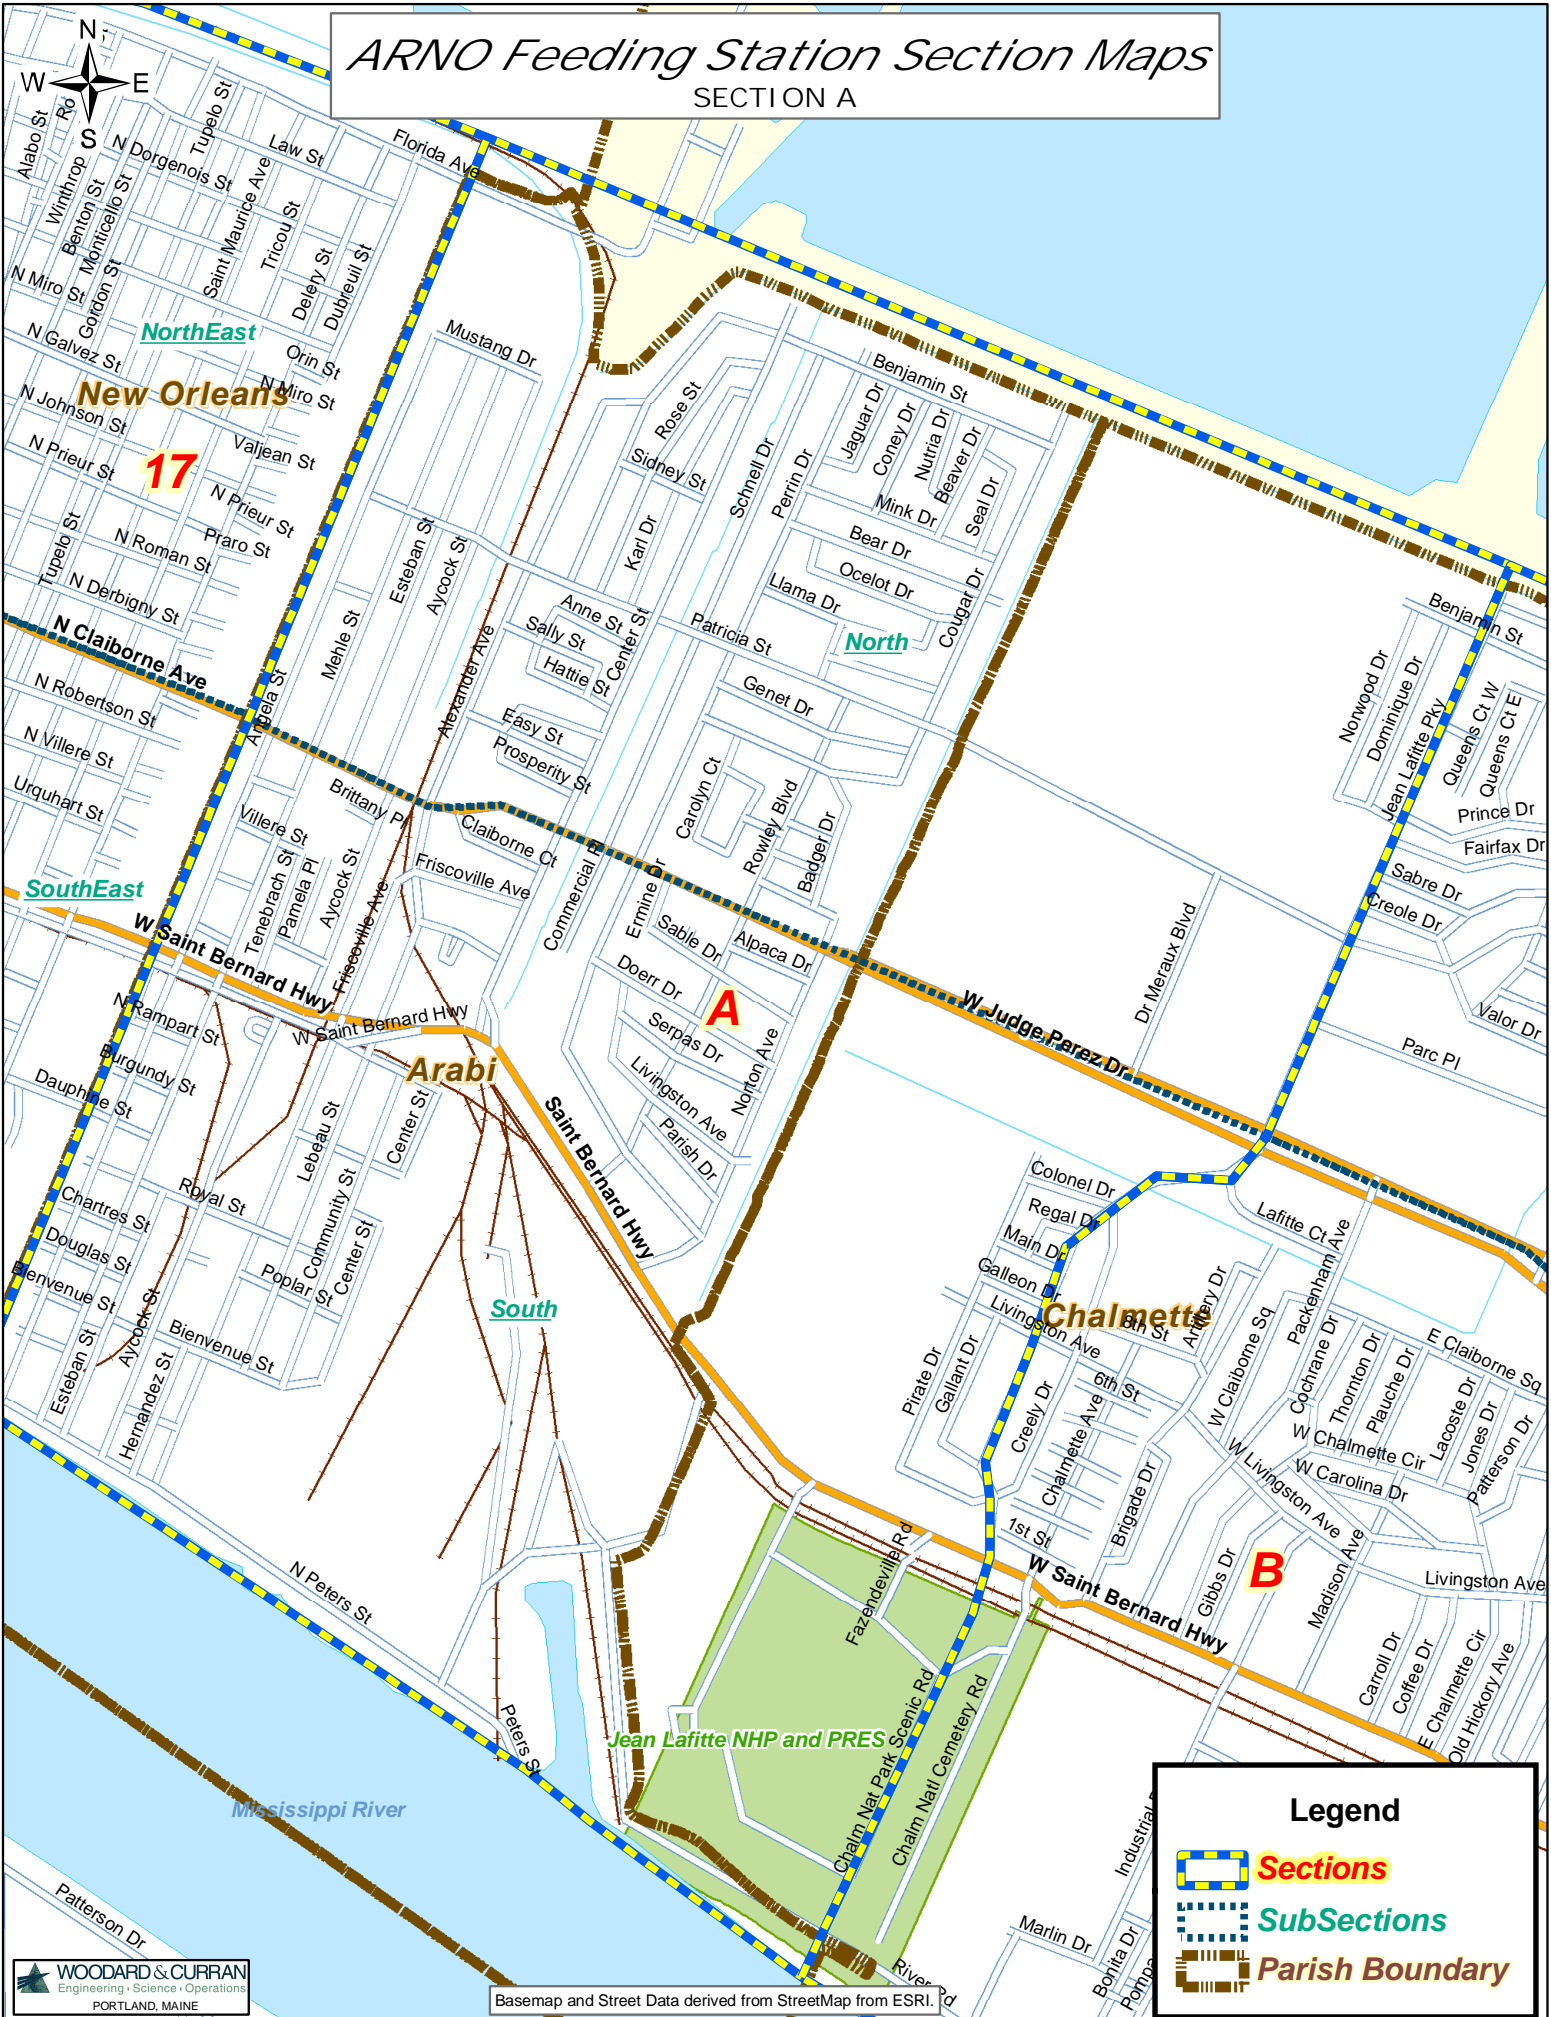 ARNO Feeding Station Section Maps
SECTION A
N
W
E
S
Alabo St
Ro
Winthrop
Benton St
Monticello St
Gordon St
N Dorgenois St
Tupelo St
Law St
Florida Ave
Saint Maurice Ave
Tricou St
Delery St
Dubreuil St
N Miro St
NorthEast
N Galvez St
Orin St
N Miro St
New Orleans
N Johnson St
Valjean St
N Prieur St
17
N Prieur St
Praro St
N Roman St
Tupelo St
N Derbigny St
N Claiborne Ave
N Robertson St
Angela St
N Villere St
Urquhart St
SouthEast
Mustang Dr
Rose St
Sidney St
Schnell Dr
Perrin Dr
Benjamin St
Jaguar Dr
Coney Dr
Nutria Dr
Beaver Dr
Seal Dr
Mink Dr
Bear Dr
Ocelot Dr
Llama Dr
Cougar Dr
North
Karl Dr
Esteban St
Aycock St
Mehle St
Anne St
Sally St
Hattie St
Center St
Patricia St
Alexander Ave
Genet Dr
Easy St
Prosperity St
Carolyn Ct
Rowley Blvd
Badger Dr
Brittany Pl
Villere St
Claiborne Ct
Friscoville Ave
Tenebrach St
Pamela Pl
Aycock St
Friscoville Ave
Commercial
Ermine Dr
Sable Dr
Alpaca Dr
Doerr Dr
A
Serpas Dr
Norton Ave
Livingston Ave
Parish Dr
W Saint Bernard Hwy
W Saint Bernard Hwy
N Rampart St
Burgundy St
Dauphine St
Arabi
Saint Bernard Hwy
Lebeau St
Center St
Royal St
Community St
Center St
Chartres St
Douglas St
Bienvenue St
Poplar St
Bienvenue St
Aycock St
Esteban St
Hernandez St
South
N Peters St
Peters St
Mississippi River
Patterson Dr
Benjamin St
Norwood Dr
Dominique Dr
Jean Lafitte Pky
Queens Ct W
Queens Ct E
Prince Dr
Fairfax Dr
Sabre Dr
Creole Dr
Valor Dr
Parc Pl
Dr Meraux Blvd
W Judge Perez Dr
Colonel Dr
Regal Dr
Main Dr
Galleon Dr
Livingston Ave
Lafitte Ct
Packenham Ave
Chalmette
8th St
Artillery Dr
W Claiborne Sq
Cochrane Dr
Thornton Dr
Plauche Dr
E Claiborne Sq
Pirate Dr
Gallant Dr
Creely Dr
6th St
Chalmette Ave
Brigade Dr
1st St
W Chalmette Cir
Lacoste Dr
Jones Dr
Patterson Dr
W Carolina Dr
W Livingston Ave
Madison Ave
Gibbs Dr
B
Livingston Ave
W Saint Bernard Hwy
Carroll Dr
Coffee Dr
E Chalmette Cir
Old Hickory Ave
Fazendeville Rd
Jean Lafitte NHP and PRES
Chalm Nat Park Scenic Rd
Chalm Natl Cemetery Rd
Industrial
Marlin Dr
Bonita Dr
Pompa
River Rd
Legend
Sections
SubSections
Parish Boundary
WOODARD & CURRAN
Engineering · Science · Operations
PORTLAND, MAINE
Basemap and Street Data derived from StreetMap from ESRI.